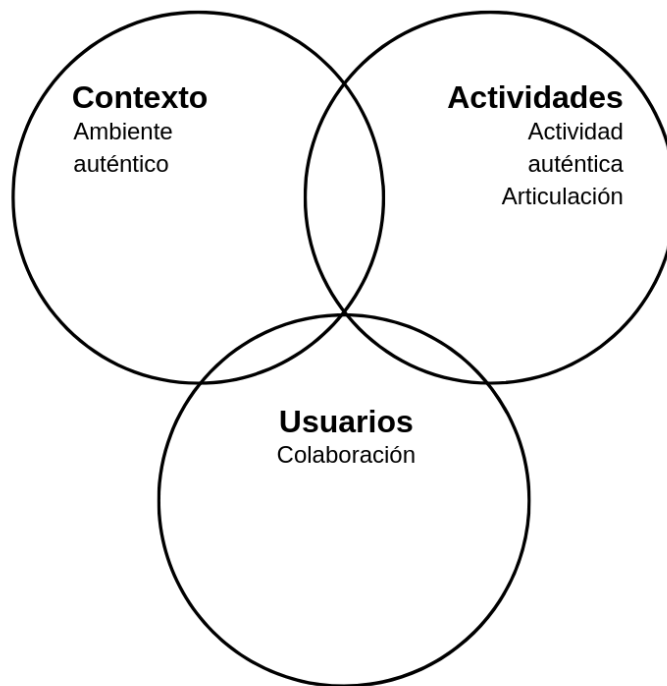 Contexto
Ambiente
auténtico
Actividades
Actividad
auténtica
Articulación
Usuarios
Colaboración